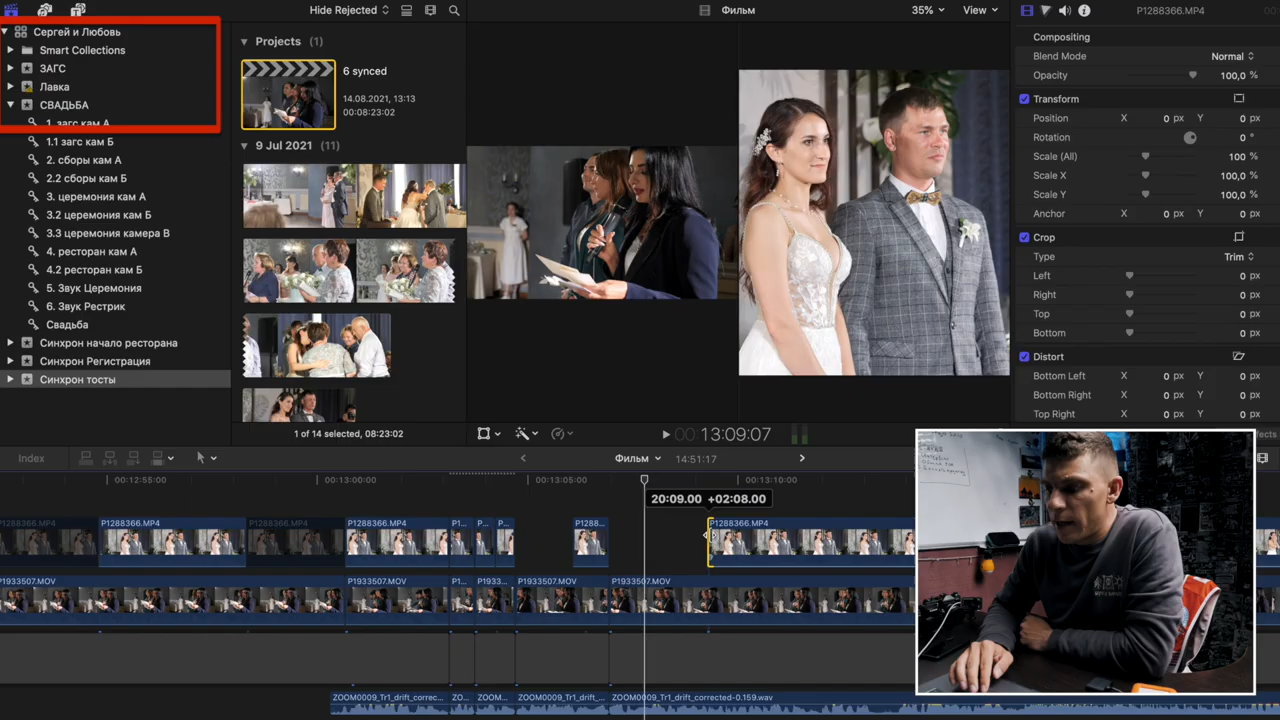 Hide Rejected
Сергей и Любовь
Smart Collections
ЗАГС
Лавка
СВАДЬБА
1. загс кам А
1.1 загс кам Б
2. сборы кам А
2.2 сборы кам Б
3. церемония кам А
3.2 церемония кам Б
3.3 церемония камера В
4. ресторан кам А
4.2 ресторан кам Б
5. Звук Церемония
6. Звук Рестрик
Свадьба
Синхрон начало ресторана
Синхрон Регистрация
Синхрон тосты
Projects (1)
6 synced
14.08.2021, 13:13
00:08:23:02
9 Jul 2021 (11)
1 of 14 selected, 08:23:02
Фильм
35%
View
00:13:09:07
P1288366.MP4
Compositing
Blend Mode Normal
Opacity 100,0 %
Transform
Position X 0 px Y 0 px
Rotation 0 °
Scale (All) 100 %
Scale X 100,0 %
Scale Y 100,0 %
Anchor X 0 px Y 0 px
Crop
Type Trim
Left 0 px
Right 0 px
Top 0 px
Bottom 0 px
Distort
Bottom Left X 0 px Y 0 px
Bottom Right X 0 px Y 0 px
Top Right X 0 px Y 0 px
Index
Фильм
14:51:17
00:12:55:00
00:13:00:00
00:13:05:00
00:13:10:00
20:09.00 +02:08.00
P1288366.MP4
P1288366.MP4
P1288366.MP4
P1288366.MP4
P1...
P...
P...
P1288...
P1288366.MP4
P1933507.MOV
P1933507.MOV
P1...
P1933...
P1933507.MOV
P1933507.MOV
ZOOM0009_Tr1_drift_correc...
ZO...
ZOOM...
ZOOM0009_Tr1_drift_...
ZOOM0009_Tr1_drift_corrected-0.159.wav